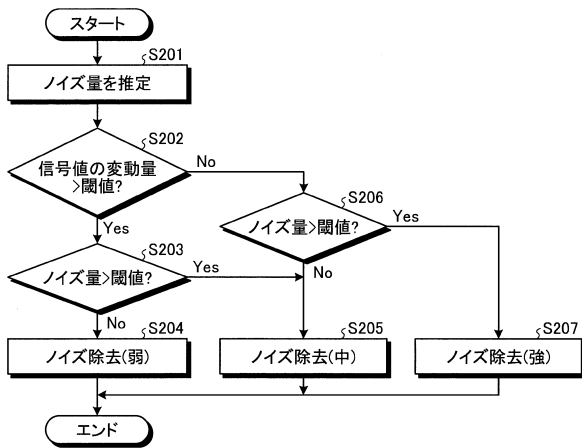 スタート
S201
ノイズ量を推定
S202
信号値の変動量
>閾値?
No
Yes
S206
ノイズ量>閾値?
Yes
No
S203
ノイズ量>閾値?
Yes
No
S204
ノイズ除去(弱)
S205
ノイズ除去(中)
S207
ノイズ除去(強)
エンド